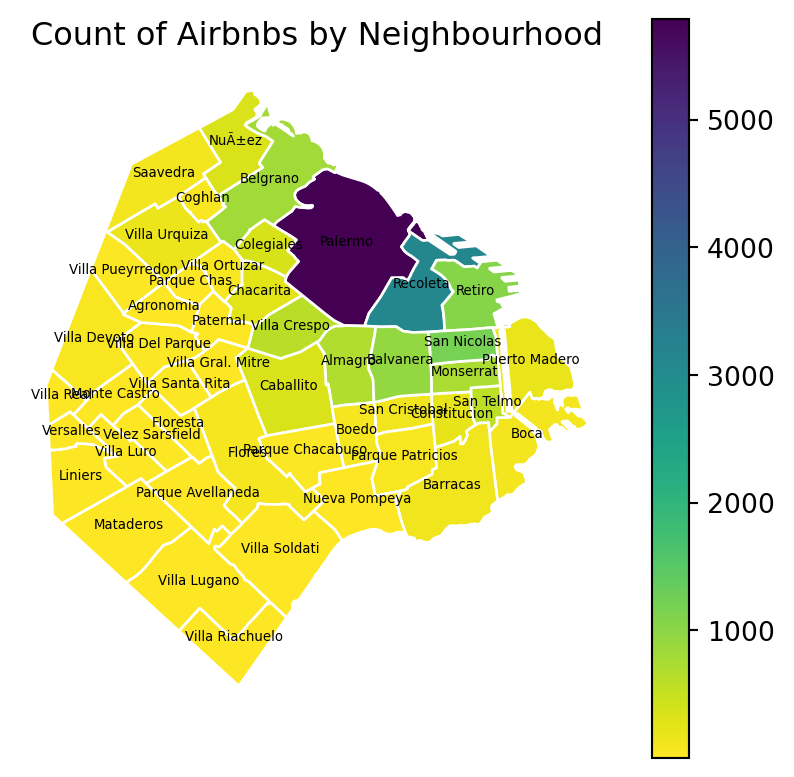 Count of Airbnbs by Neighbourhood
NuÃ±ez
Saavedra
Belgrano
Coghlan
Villa Urquiza
Colegiales
Palermo
Villa Pueyrredon
Villa Ortuzar
Parque Chas
Recoleta
Chacarita
Retiro
Agronomia
Paternal
Villa Crespo
Villa Devoto
Villa Del Parque
San Nicolas
Villa Gral. Mitre
Almagro
Balvanera
Puerto Madero
Monserrat
Villa Santa Rita
Caballito
Villa Real
Monte Castro
San Telmo
San Cristobal
Constitucion
Floresta
Versalles
Velez Sarsfield
Boedo
Boca
Villa Luro
Flores
Parque Chacabuco
Parque Patricios
Liniers
Barracas
Parque Avellaneda
Nueva Pompeya
Mataderos
Villa Soldati
Villa Lugano
Villa Riachuelo
5000
4000
3000
2000
1000